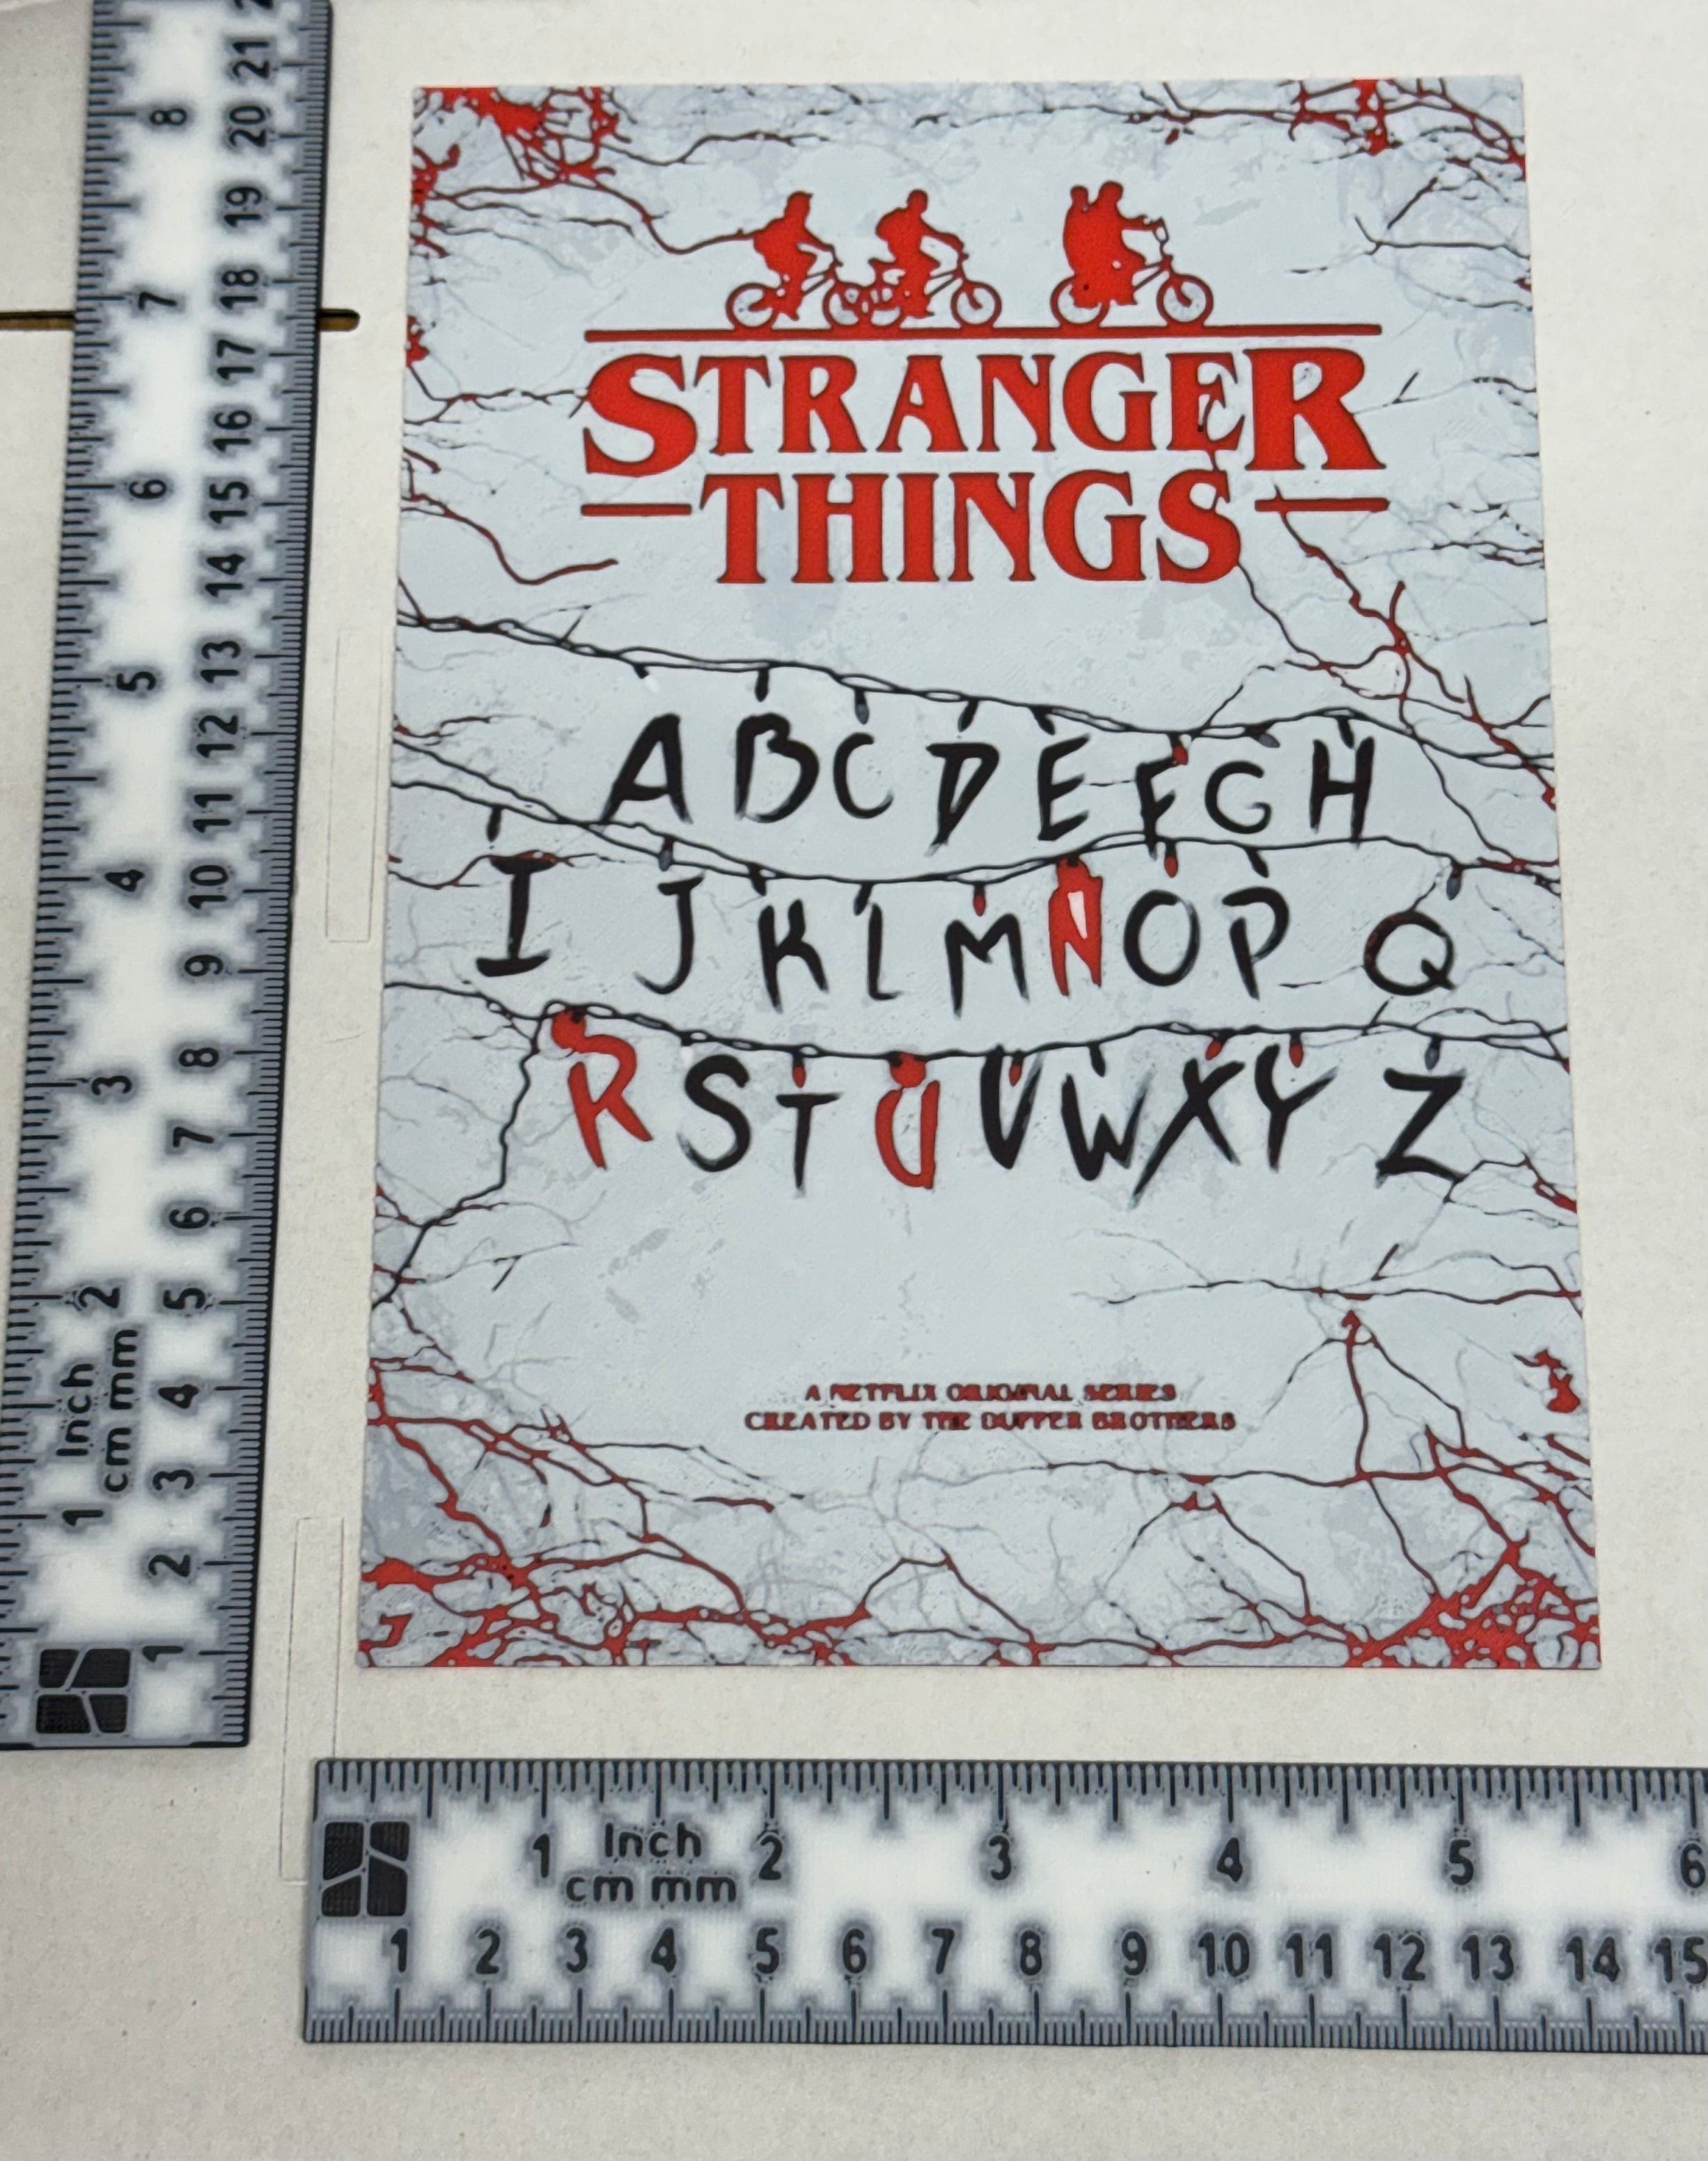 STRANGER
THINGS
A B C D E F G H
I J K L M N O P Q
R S T U V W X Y Z
A NETFLIX ORIGINAL SERIES
CREATED BY THE DUFFER BROTHERS
1 Inch 2 3 4 5 6 7 8
cm mm
1 2 3 4 5 6 7 8 9 10 11 12 13 14 15 16 17 18 19 20 21
1 Inch 2 3 4 5 6
cm mm
1 2 3 4 5 6 7 8 9 10 11 12 13 14 15